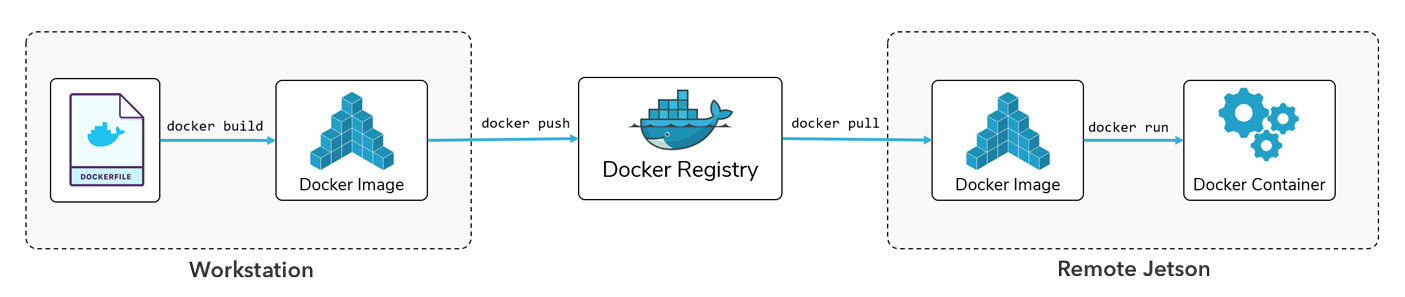 DOCKERFILE
docker build
Docker Image
docker push
Docker Registry
docker pull
Docker Image
docker run
Docker Container
Workstation
Remote Jetson